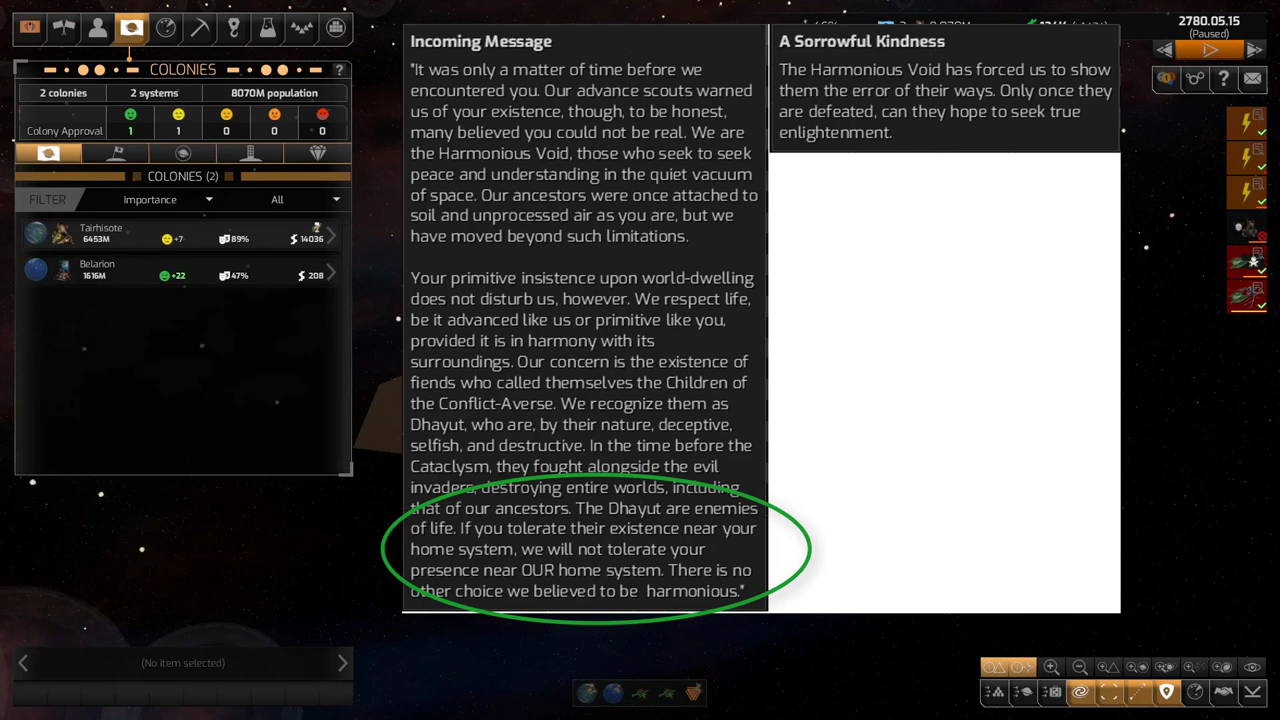 2780.05.15
(Paused)
COLONIES
?
2 colonies
2 systems
8070M population
Colony Approval
1
1
0
0
0
COLONIES (2)
FILTER
Importance
All
Tairhisote
6453M
+7
89%
14036
Belarion
1616M
+22
47%
208
Incoming Message
"It was only a matter of time before we
encountered you. Our advance scouts warned
us of your existence, though, to be honest,
many believed you could not be real. We are
the Harmonious Void, those who seek to seek
peace and understanding in the quiet vacuum
of space. Our ancestors were once attached to
soil and unprocessed air as you are, but we
have moved beyond such limitations.
Your primitive insistence upon world-dwelling
does not disturb us, however. We respect life,
be it advanced like us or primitive like you,
provided it is in harmony with its
surroundings. Our concern is the existence of
fiends who called themselves the Children of
the Conflict-Averse. We recognize them as
Dhayut, who are, by their nature, deceptive,
selfish, and destructive. In the time before the
Cataclysm, they fought alongside the evil
invaders, destroying entire worlds, including
that of our ancestors. The Dhayut are enemies
of life. If you tolerate their existence near your
home system, we will not tolerate your
presence near OUR home system. There is no
other choice we believed to be harmonious."
A Sorrowful Kindness
The Harmonious Void has forced us to show
them the error of their ways. Only once they
are defeated, can they hope to seek true
enlightenment.
?
(No item selected)